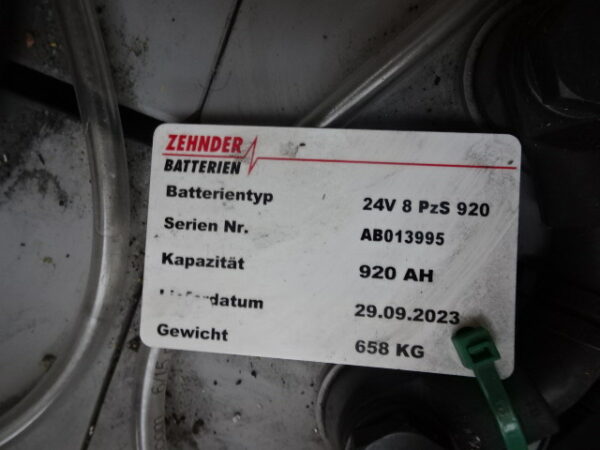 ZEHNDER
BATTERIEN
Batterientyp 24V 8 PzS 920
Serien Nr. AB013995
Kapazität 920 AH
Lieferdatum 29.09.2023
Gewicht 658 KG